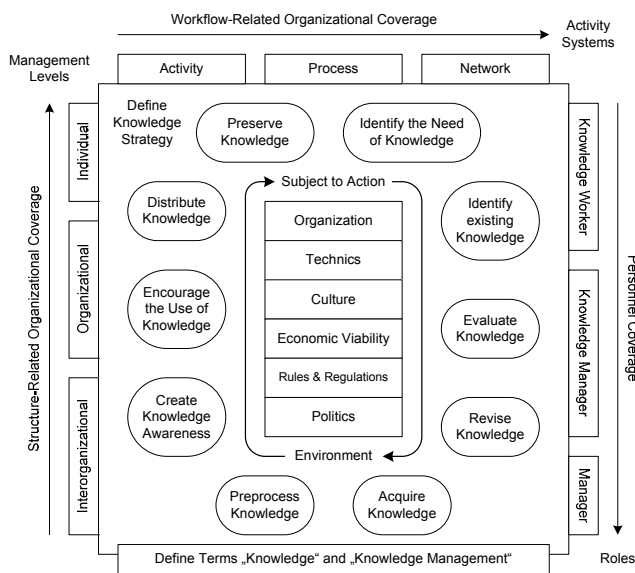 Workflow-Related Organizational Coverage
Activity
Systems
Management
Levels
Activity
Process
Network
Define
Knowledge
Strategy
Preserve
Knowledge
Identify the Need
of Knowledge
Individual
Organizational
Interorganizational
Structure-Related Organizational Coverage
Distribute
Knowledge
Encourage
the Use of
Knowledge
Create
Knowledge
Awareness
Subject to Action
Organization
Technics
Culture
Economic Viability
Rules & Regulations
Politics
Environment
Identify
existing
Knowledge
Evaluate
Knowledge
Revise
Knowledge
Preprocess
Knowledge
Acquire
Knowledge
Knowledge Worker
Knowledge Manager
Manager
Personnel Coverage
Define Terms „Knowledge“ and „Knowledge Management“
Roles